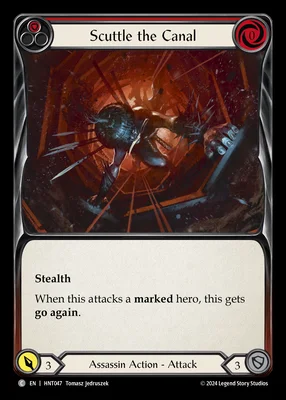 0
Scuttle the Canal
Stealth
When this attacks a marked hero, this gets
go again.
3
Assassin Action - Attack
3
C EN | HNT047 Tomasz Jedruszek
© 2024 Legend Story Studios